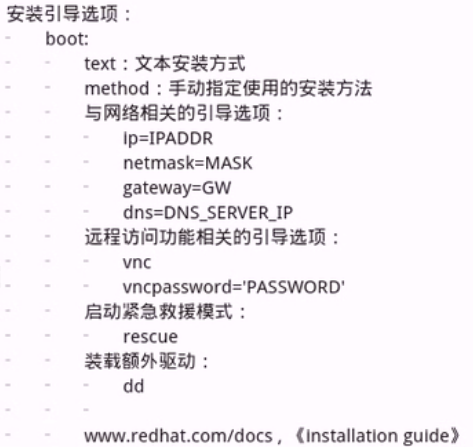 安装引导选项：
- boot:
- - text：文本安装方式
- - method：手动指定使用的安装方法
- - 与网络相关的引导选项：
- - - ip=IPADDR
- - - netmask=MASK
- - - gateway=GW
- - - dns=DNS_SERVER_IP
- - 远程访问功能相关的引导选项：
- - - vnc
- - - vncpassword='PASSWORD'
- - 启动紧急救援模式：
- - - rescue
- - 装载额外驱动：
- - - dd
- - -
- - www.redhat.com/docs , 《installation guide》